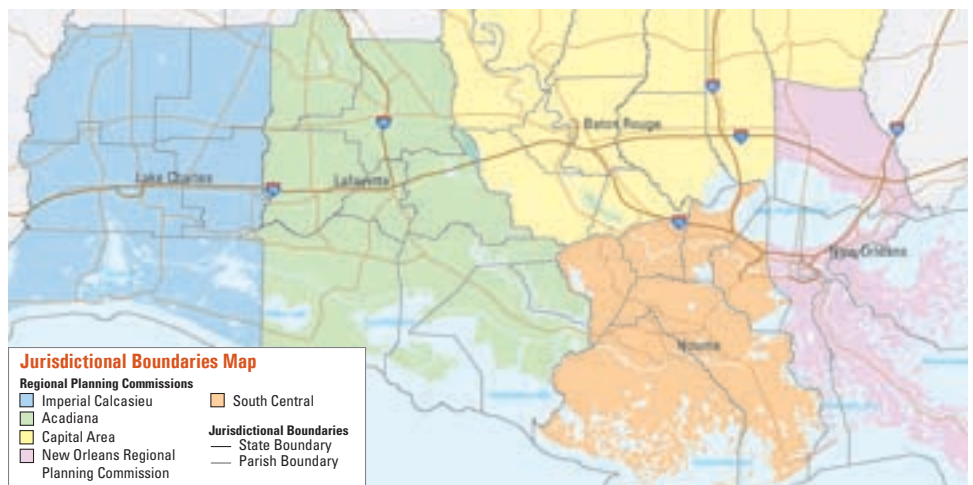 Baton Rouge
Lake Charles
Lafayette
New Orleans
Houma
Jurisdictional Boundaries Map
Regional Planning Commissions
Imperial Calcasieu
Acadiana
Capital Area
New Orleans Regional
Planning Commission
South Central
Jurisdictional Boundaries
State Boundary
Parish Boundary